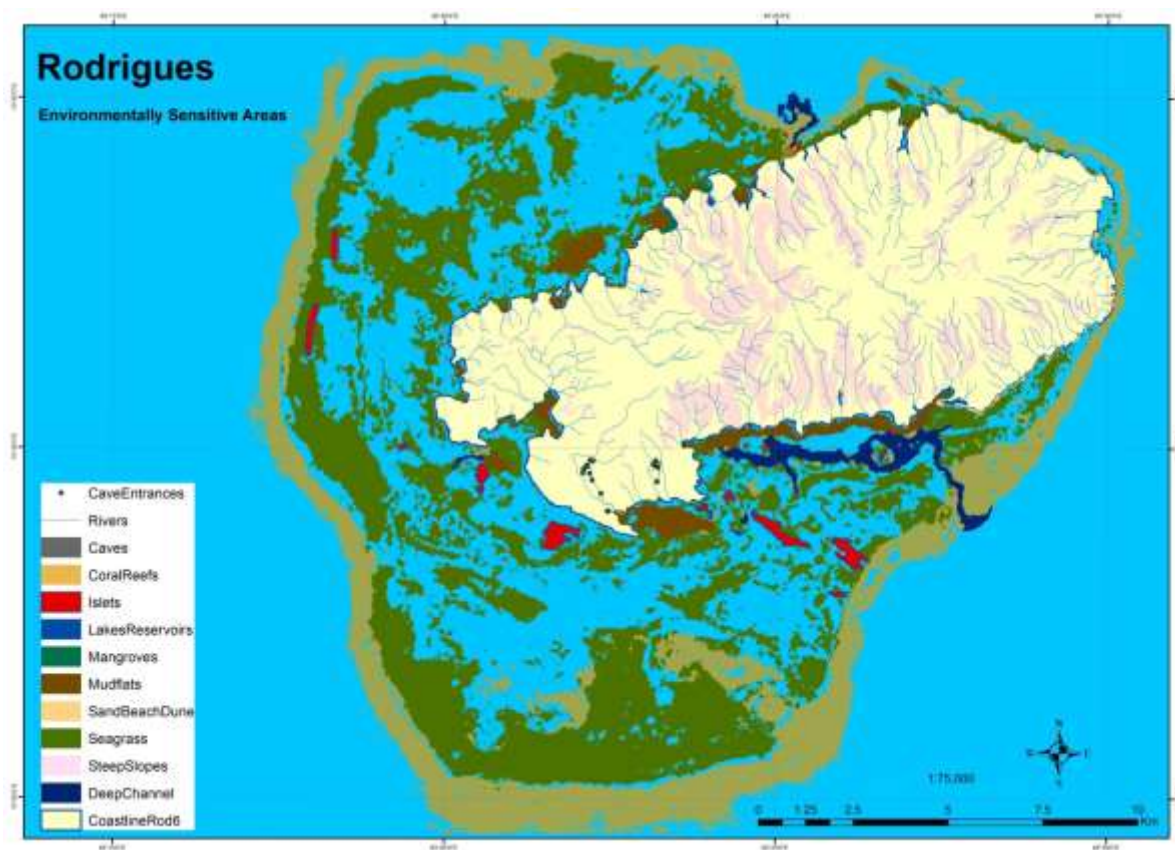 Rodrigues
Environmentally Sensitive Areas
CaveEntrances
Rivers
Caves
CoralReefs
Islets
LakesReservoirs
Mangroves
Mudflats
SandBeachDune
Seagrass
SteepSlopes
DeepChannel
CoastlineRod6
N
E
1:75,000
0 1.25 2.5 5 7.5 10
Km